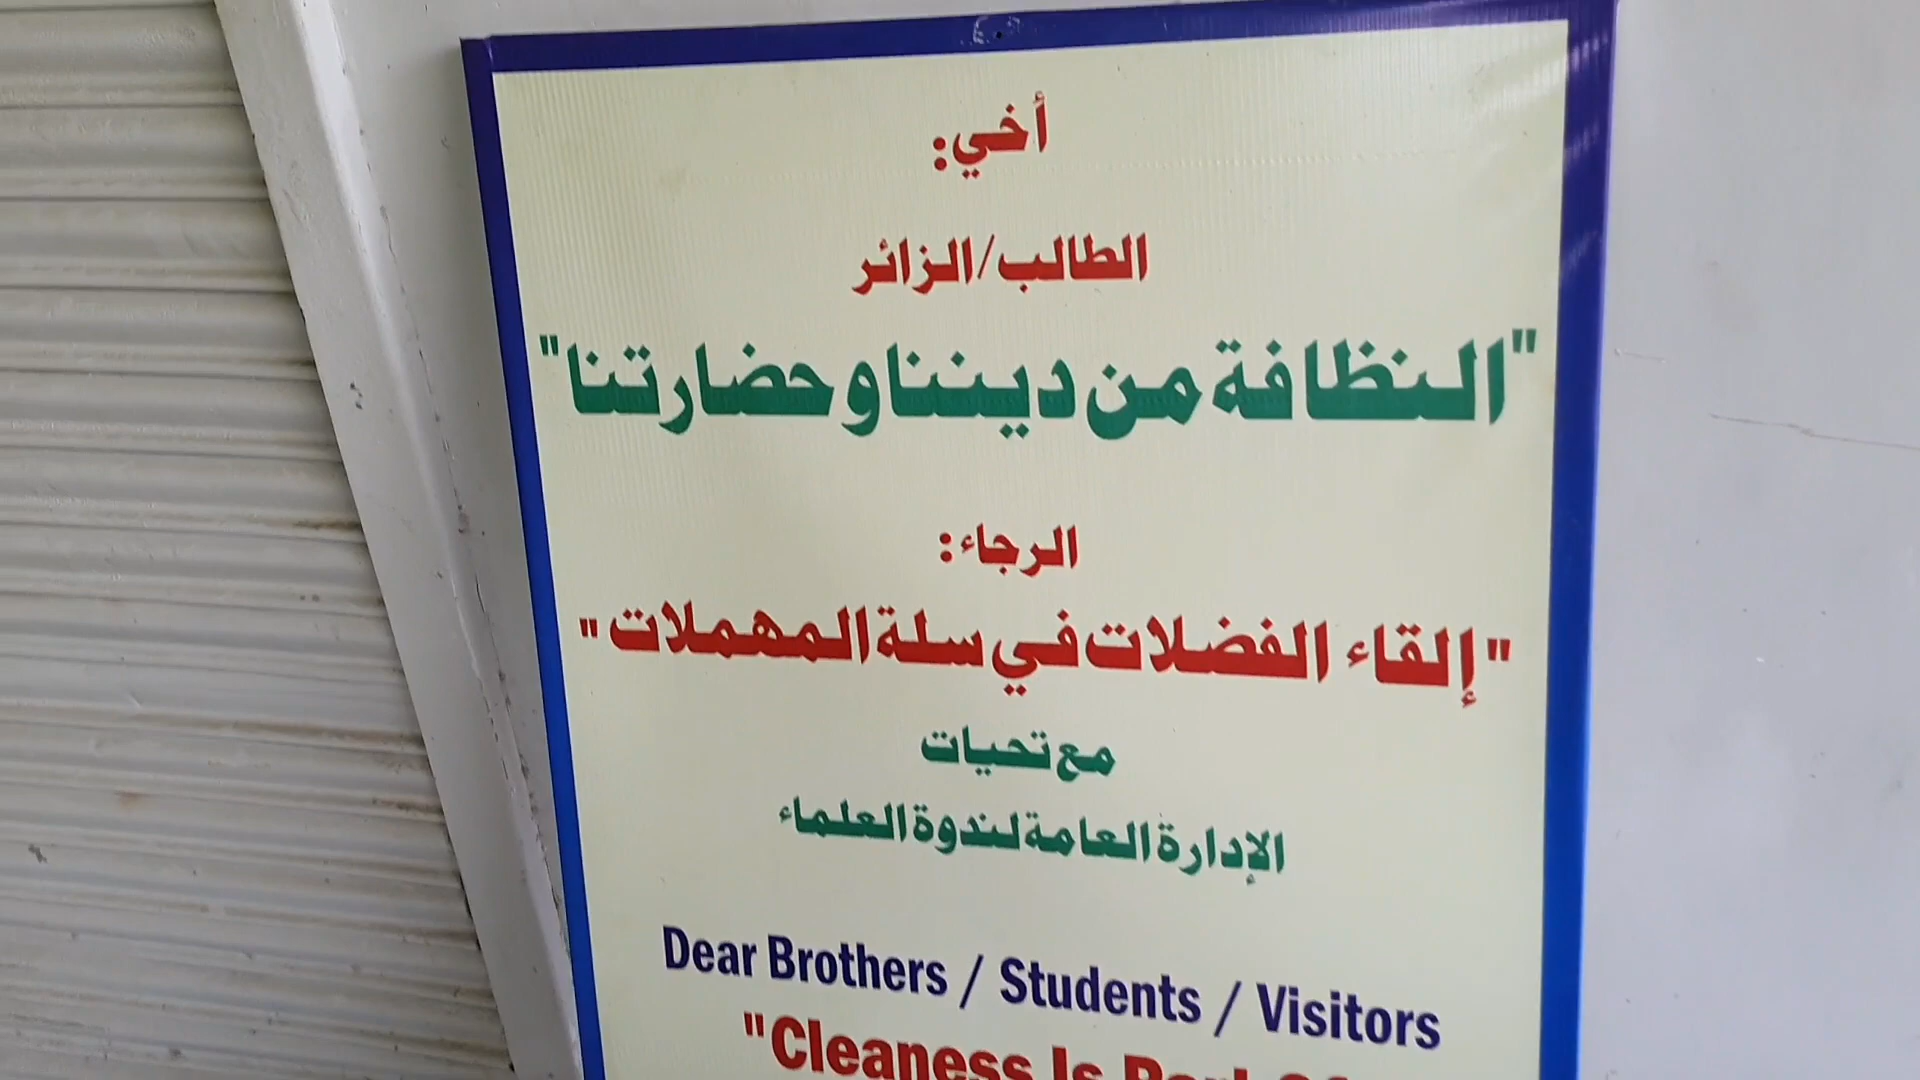 أخي:
الطالب/الزائر
"النظافة من ديننا وحضارتنا"
الرجاء:
"إلقاء الفضلات في سلة المهملات"
مع تحيات
الإدارة العامة لندوة العلماء
Dear Brothers / Students / Visitors
"Cleaness Is Part Of